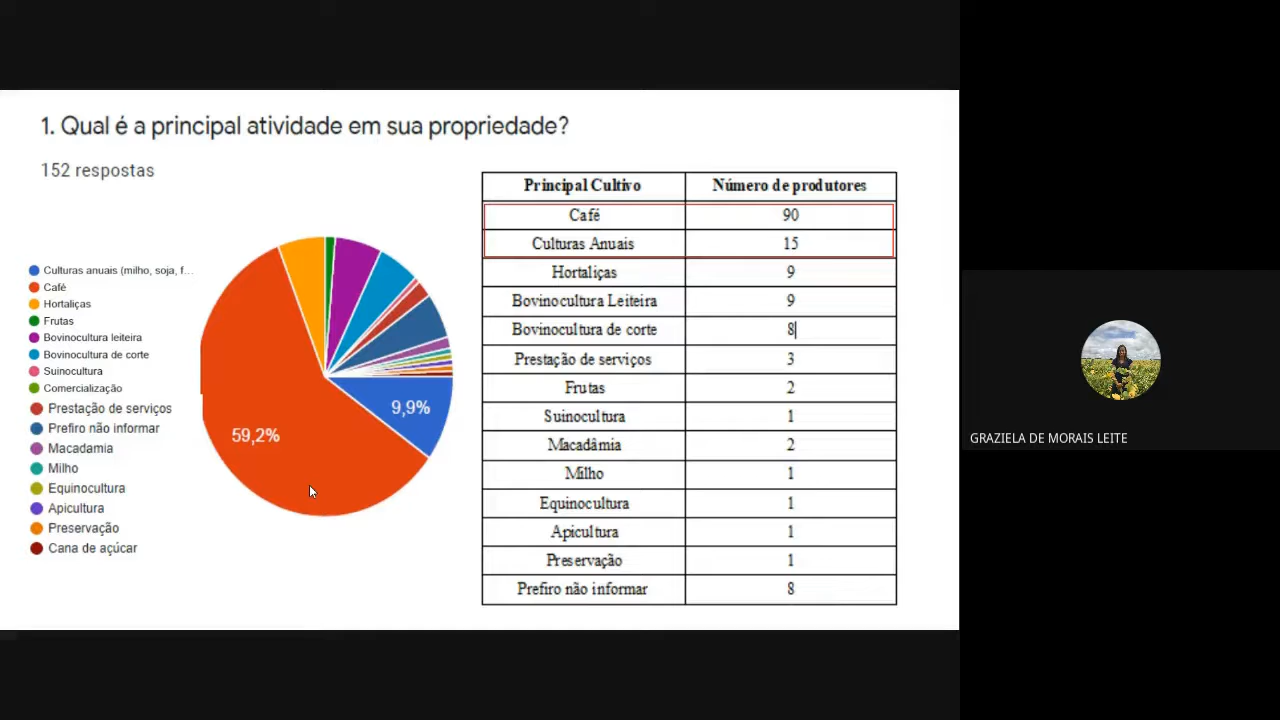 1. Qual é a principal atividade em sua propriedade?
152 respostas
Culturas anuais (milho, soja, f...
Café
Hortaliças
Frutas
Bovinocultura leiteira
Bovinocultura de corte
Suinocultura
Comercialização
Prestação de serviços
Prefiro não informar
Macadamia
Milho
Equinocultura
Apicultura
Preservação
Cana de açúcar
59,2%
9,9%
Principal Cultivo Número de produtores
Café 90
Culturas Anuais 15
Hortaliças 9
Bovinocultura Leiteira 9
Bovinocultura de corte 8
Prestação de serviços 3
Frutas 2
Suinocultura 1
Macadâmia 2
Milho 1
Equinocultura 1
Apicultura 1
Preservação 1
Prefiro não informar 8
GRAZIELA DE MORAIS LEITE